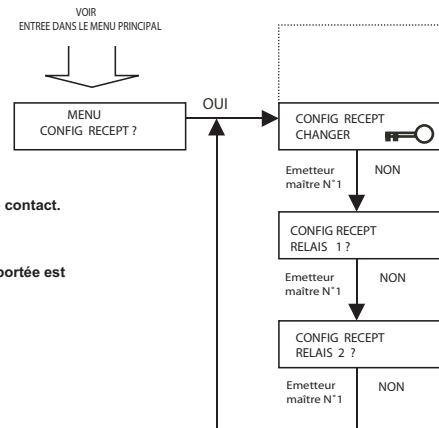 VOIR
ENTREE DANS LE MENU PRINCIPAL
MENU
CONFIG RECEPT ?
OUI
CONFIG RECEPT
CHANGER
Emetteur
maître N°1
NON
contact.
CONFIG RECEPT
RELAIS 1 ?
portée est
Emetteur
maître N°1
NON
CONFIG RECEPT
RELAIS 2 ?
Emetteur
maître N°1
NON